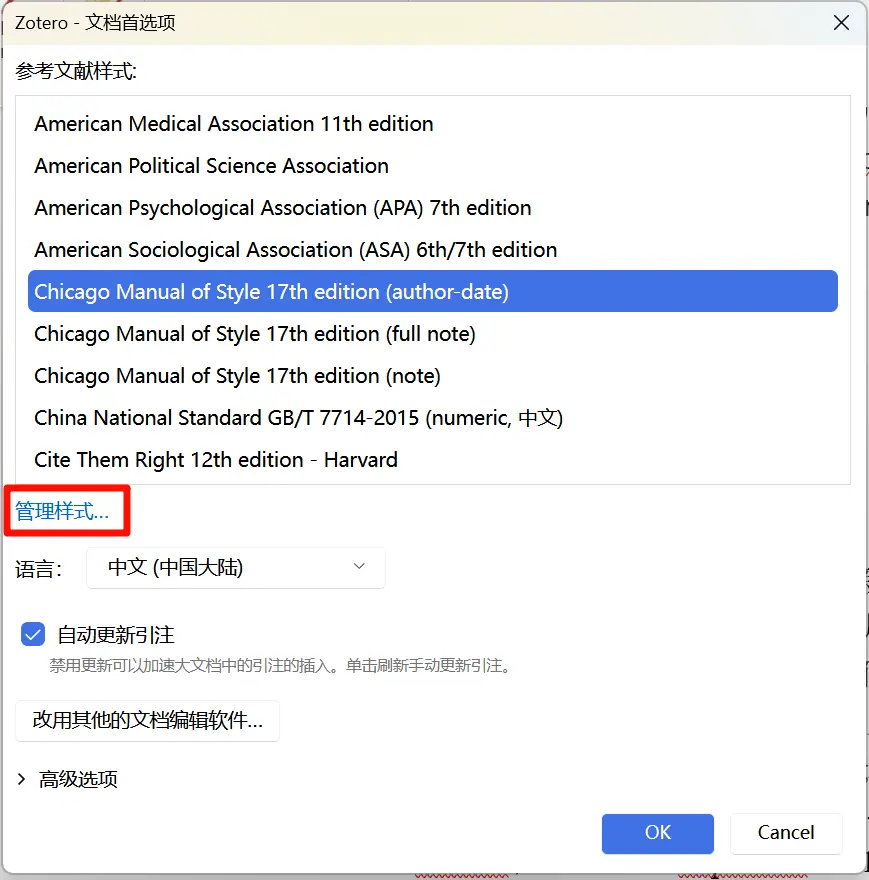 Zotero - 文档首选项
参考文献样式:
American Medical Association 11th edition
American Political Science Association
American Psychological Association (APA) 7th edition
American Sociological Association (ASA) 6th/7th edition
Chicago Manual of Style 17th edition (author-date)
Chicago Manual of Style 17th edition (full note)
Chicago Manual of Style 17th edition (note)
China National Standard GB/T 7714-2015 (numeric, 中文)
Cite Them Right 12th edition - Harvard
管理样式...
语言: 中文 (中国大陆)
自动更新引注
禁用更新可以加速大文档中的引注的插入。单击刷新手动更新引注。
改用其他的文档编辑软件...
高级选项
OK Cancel